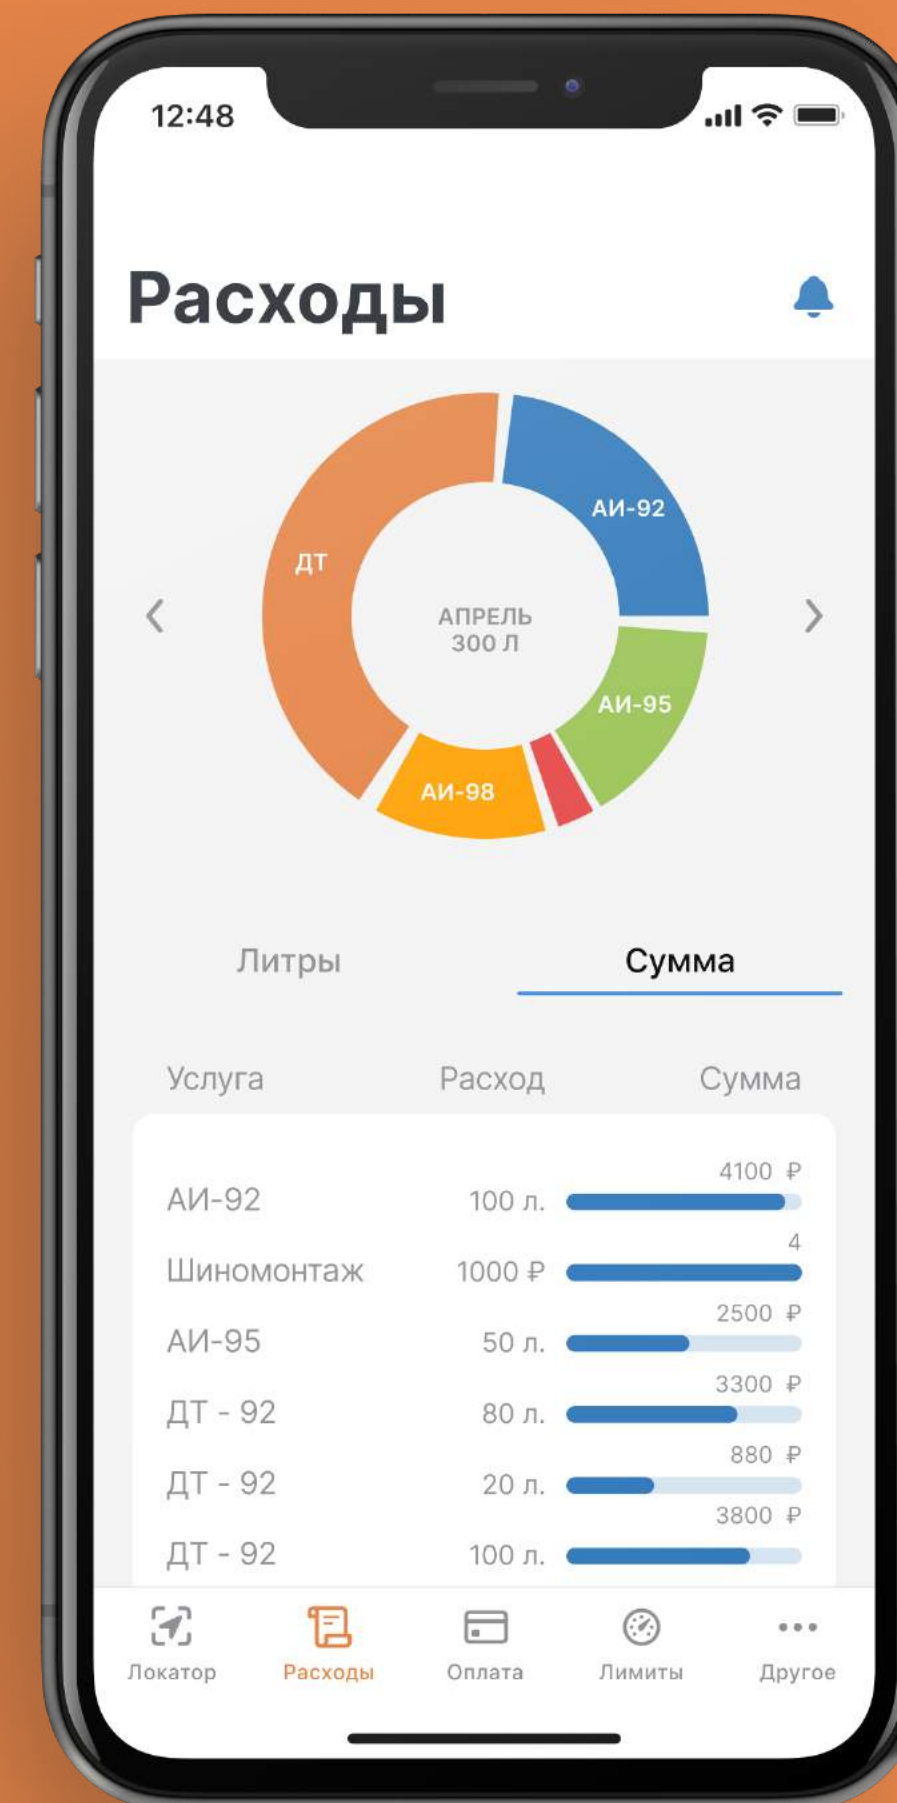 12:48
Расходы
АИ-92
ДТ
АПРЕЛЬ
300 Л
АИ-95
АИ-98
Литры Сумма
Услуга Расход Сумма
4100 ₽
АИ-92 100 л.
4
Шиномонтаж 1000 ₽
2500 ₽
АИ-95 50 л.
3300 ₽
ДТ - 92 80 л.
880 ₽
ДТ - 92 20 л.
3800 ₽
ДТ - 92 100 л.
Локатор Расходы Оплата Лимиты Другое